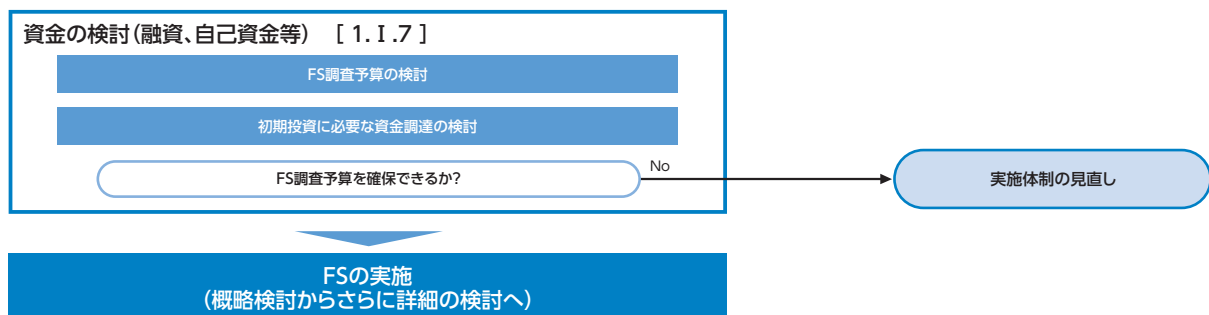 資金の検討（融資、自己資金等） [ 1. I .7 ]
FS調査予算の検討
初期投資に必要な資金調達の検討
FS調査予算を確保できるか?
No
実施体制の見直し
FSの実施
（概略検討からさらに詳細の検討へ）